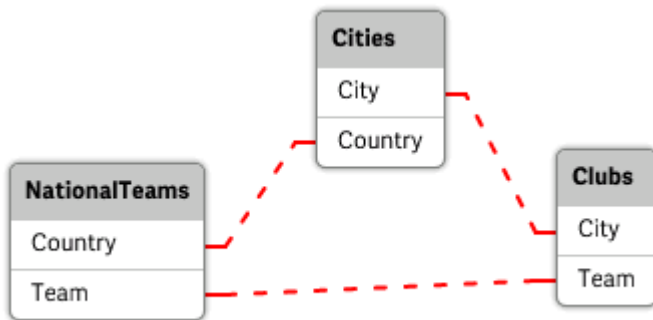 Cities
City
Country
NationalTeams
Country
Team
Clubs
City
Team